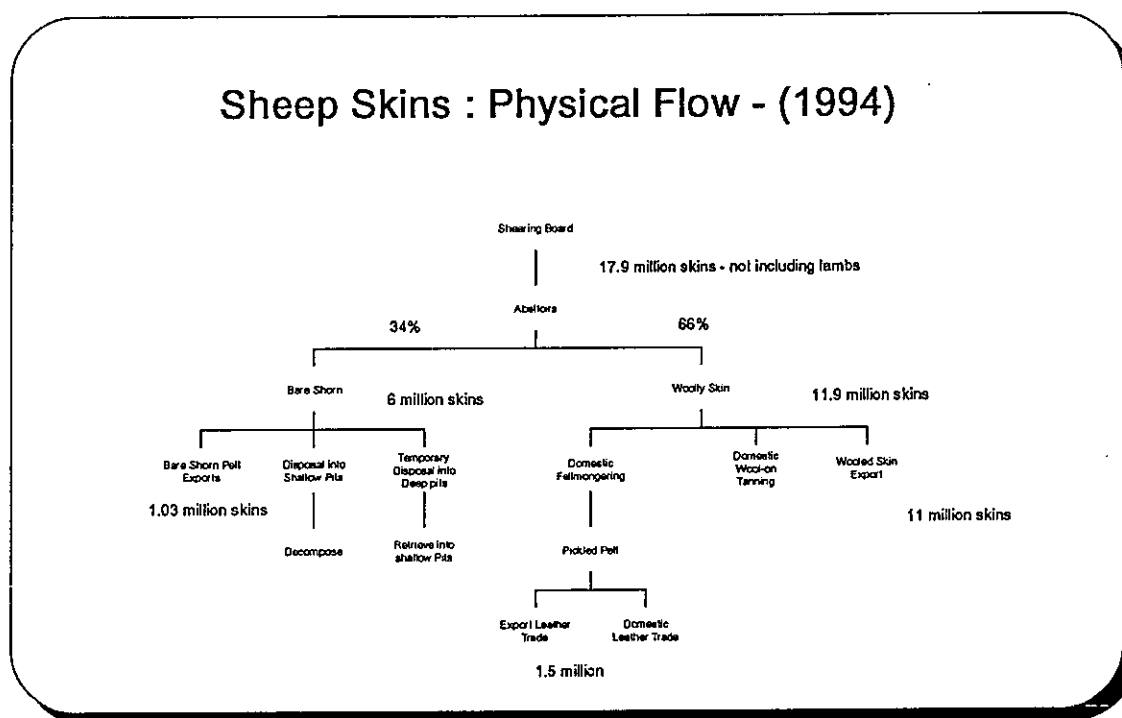 Sheep Skins : Physical Flow - (1994)
Shearing Board
17.9 million skins - not including lambs
Abattoirs
34%
66%
Bare Shorn
6 million skins
Woolly Skin
11.9 million skins
Bare Shorn Pelt
Exports
Disposal into
Shallow Pits
Temporary
Disposal into
Deep pits
Domestic
Fellmongering
Domestic
Wool-on
Tanning
Wooled Skin
Export
1.03 million skins
11 million skins
Decompose
Retrieve into
shallow Pits
Pickled Pelt
Export Leather
Trade
Domestic
Leather Trade
1.5 million